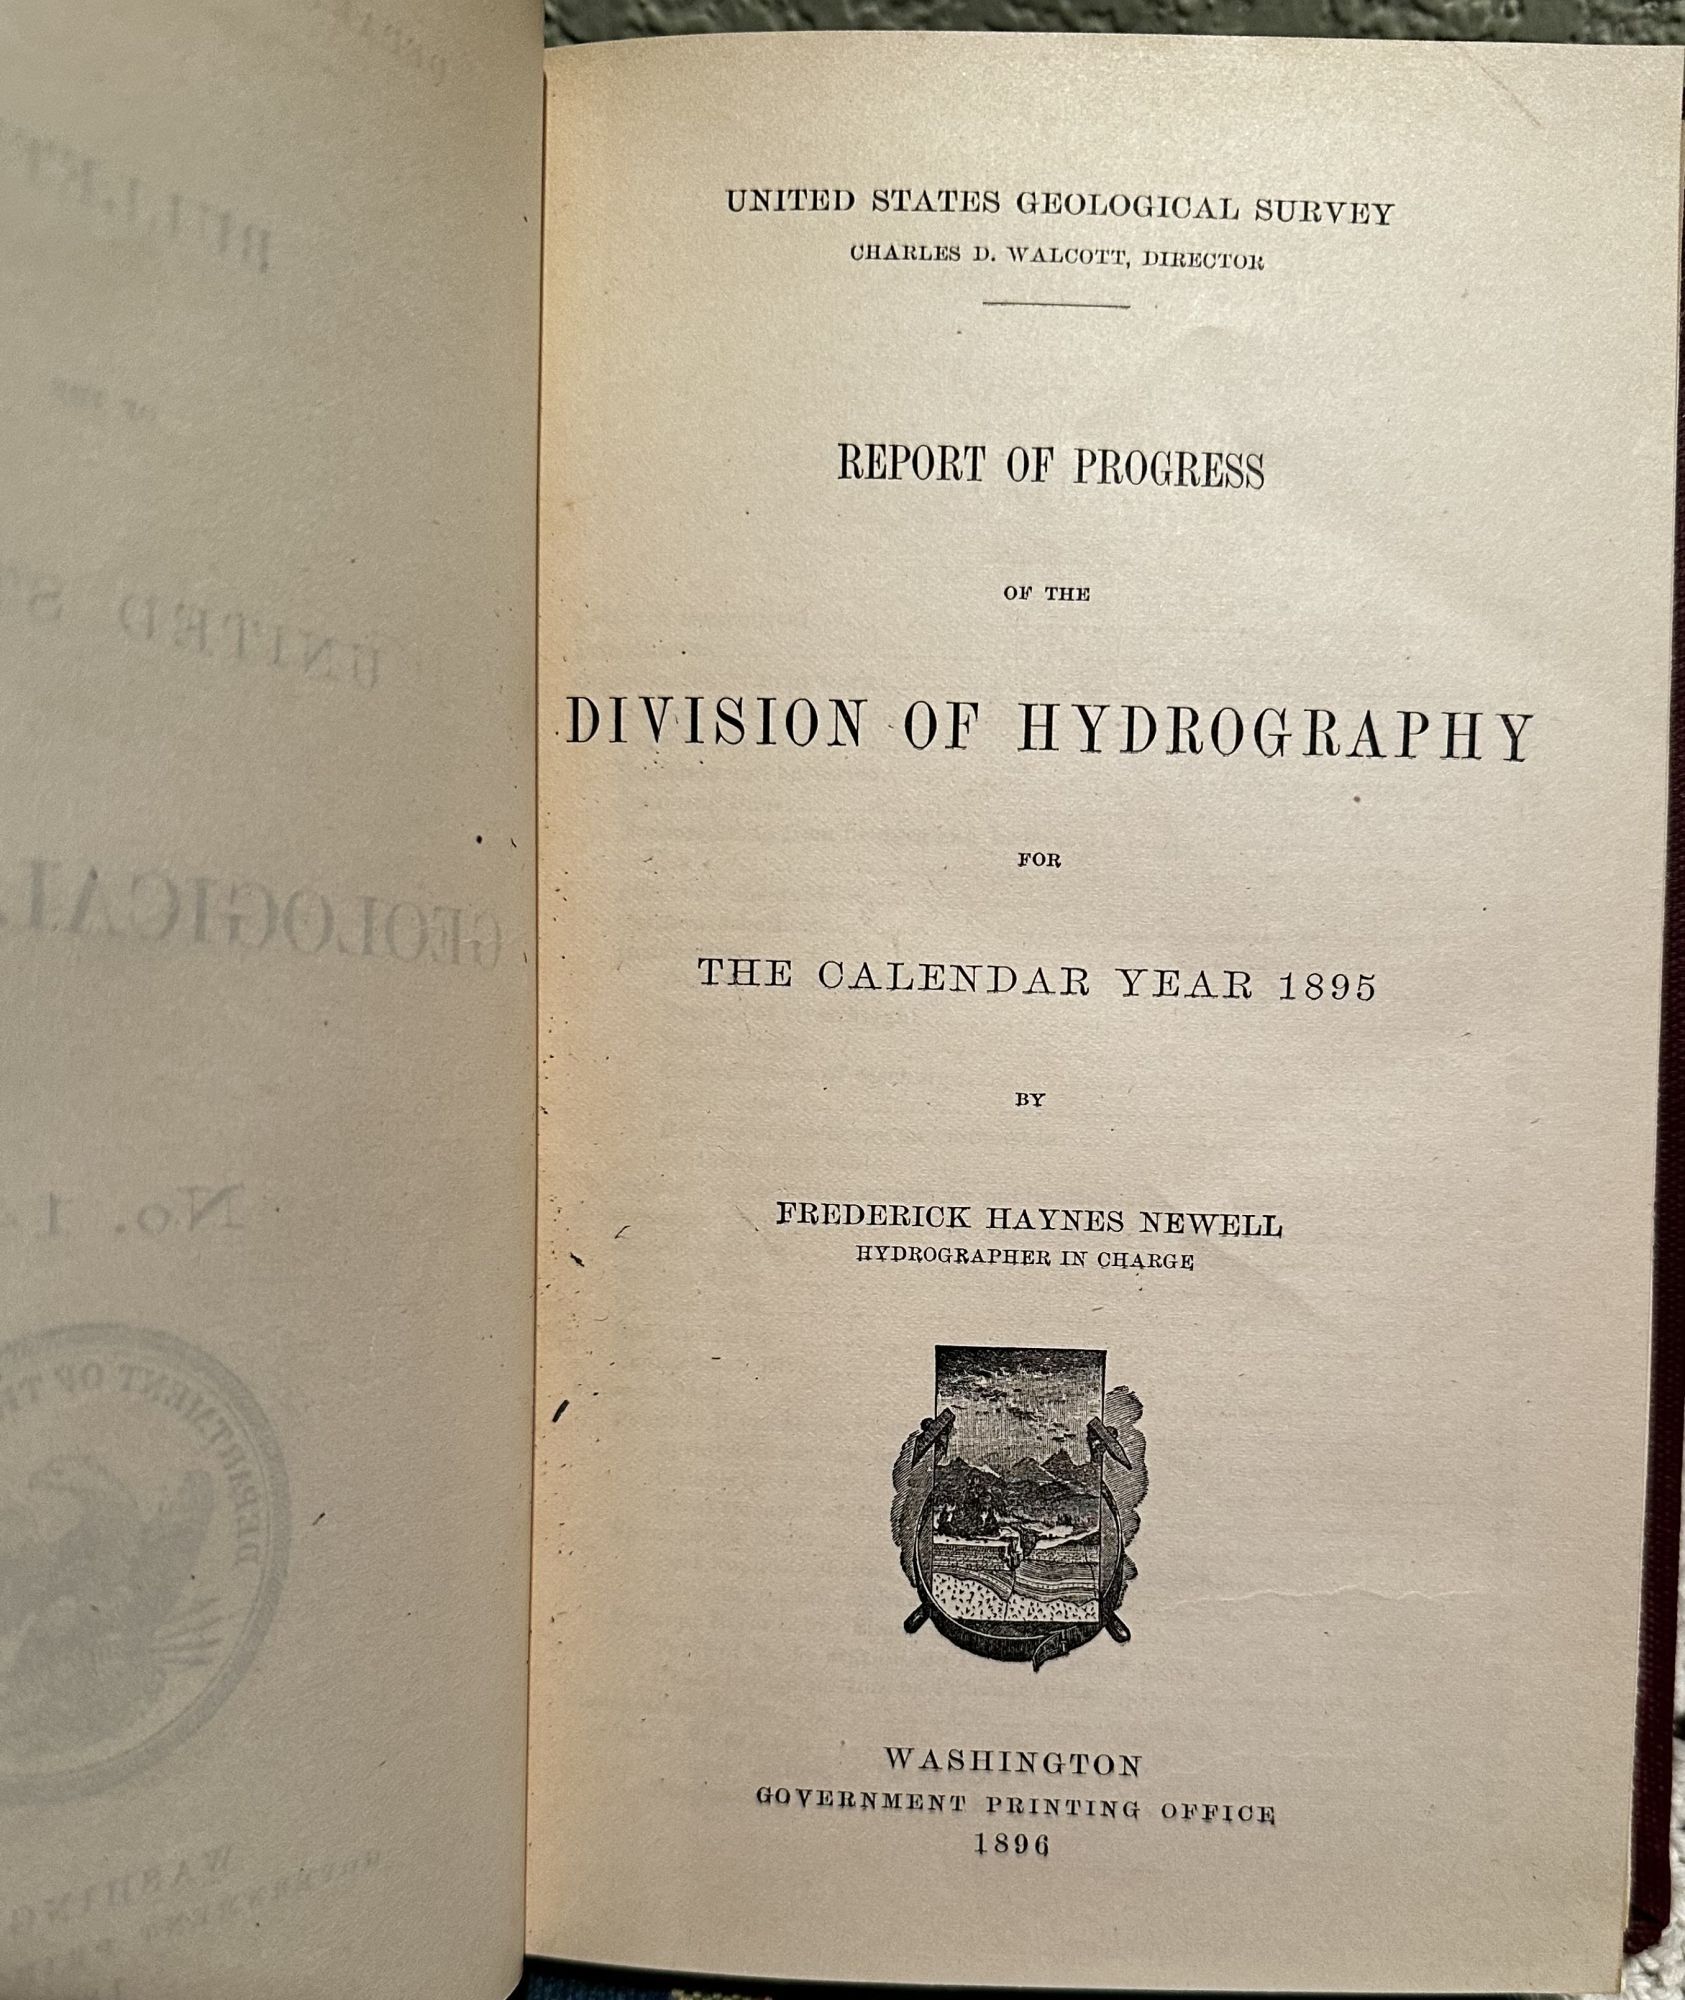 UNITED STATES GEOLOGICAL SURVEY
CHARLES D. WALCOTT, DIRECTOR
REPORT OF PROGRESS
OF THE
DIVISION OF HYDROGRAPHY
FOR
THE CALENDAR YEAR 1895
BY
FREDERICK HAYNES NEWELL
HYDROGRAPHER IN CHARGE
WASHINGTON
GOVERNMENT PRINTING OFFICE
1896